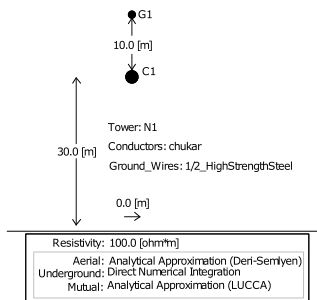 G1
10.0 [m]
C1
Tower: N1
Conductors: chukar
30.0 [m]
Ground_Wires: 1/2_HighStrengthSteel
0.0 [m]
Resistivity: 100.0 [ohm*m]
Aerial: Analytical Approximation (Deri-Semlyen)
Underground: Direct Numerical Integration
Mutual: Analytical Approximation (LUCCA)